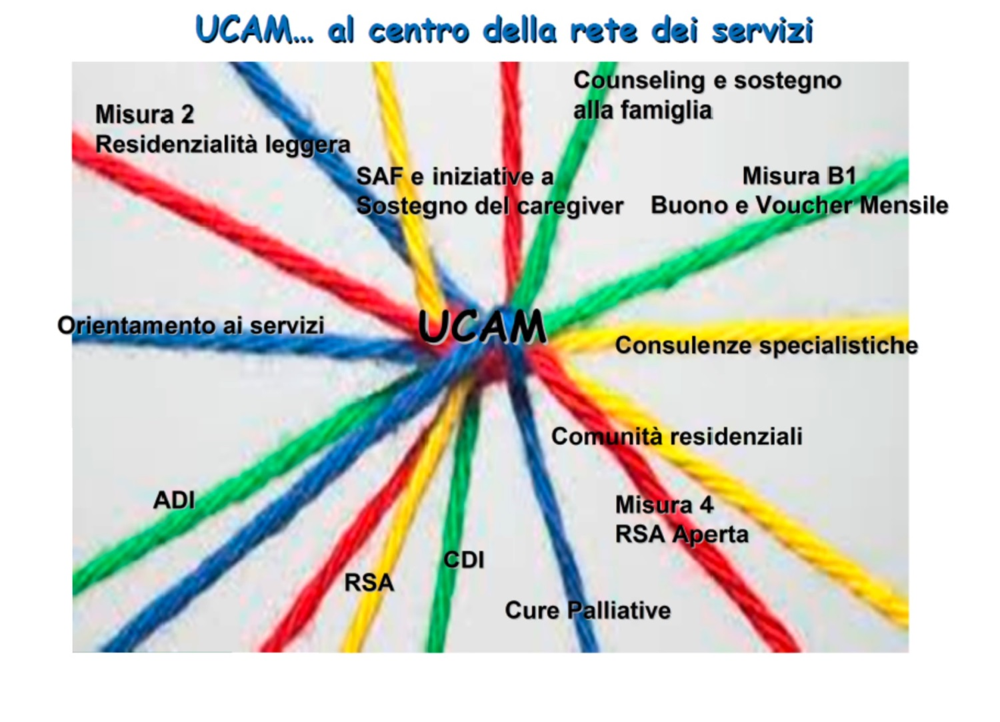 UCAM… al centro della rete dei servizi
Counseling e sostegno
alla famiglia
Misura 2
Residenzialità leggera
SAF e iniziative a
Sostegno del caregiver
Misura B1
Buono e Voucher Mensile
Orientamento ai servizi
UCAM
Consulenze specialistiche
Comunità residenziali
ADI
Misura 4
RSA Aperta
CDI
RSA
Cure Palliative